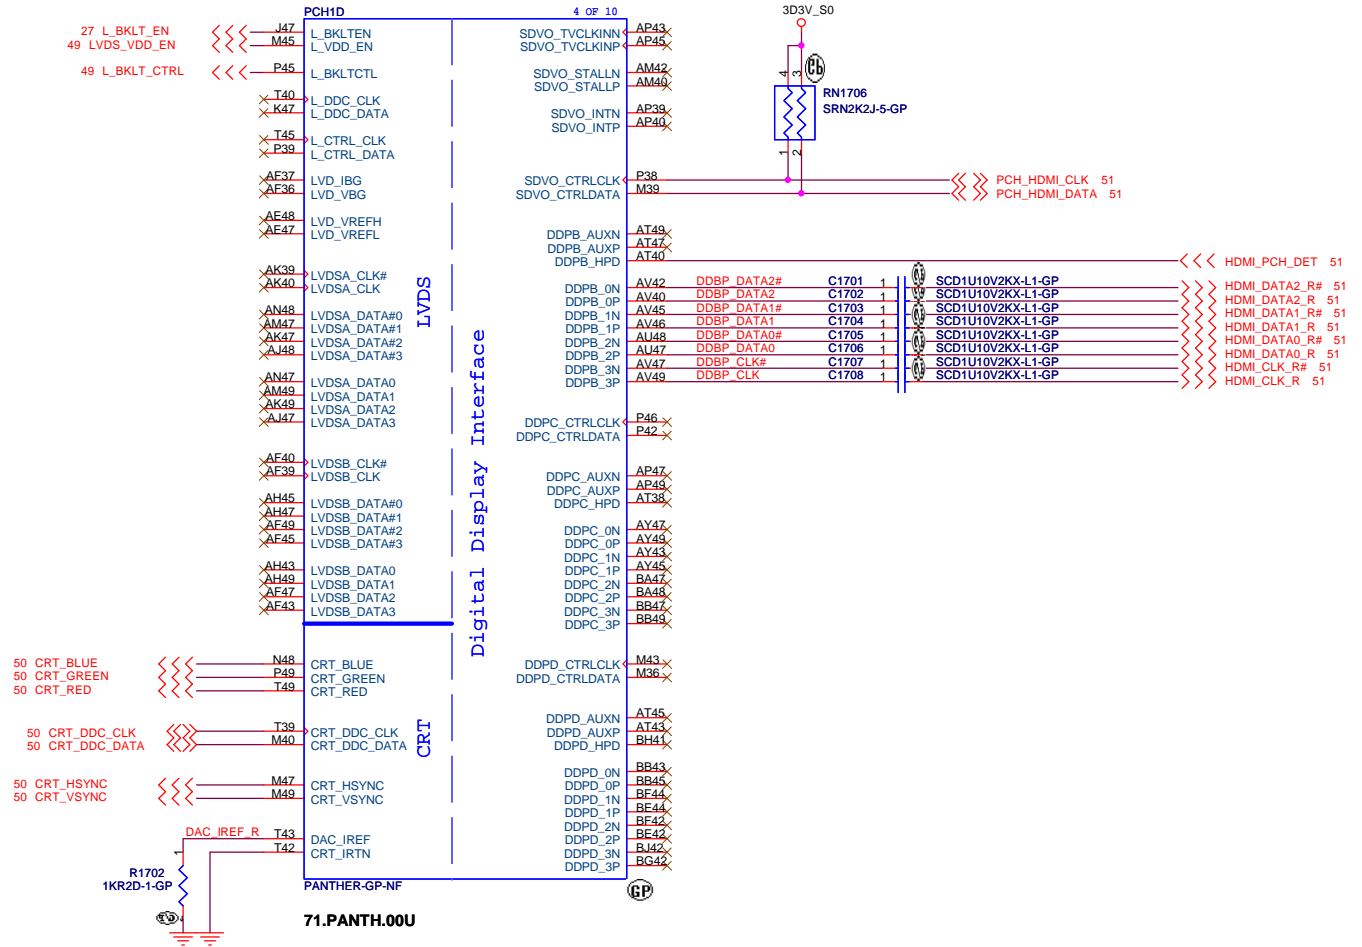 PCH1D
4 OF 10
3D3V_S0
27 L_BKLT_EN J47 L_BKLTEN
49 LVDS_VDD_EN M45 L_VDD_EN
49 L_BKLT_CTRL P45 L_BKLTCTL
T40 L_DDC_CLK
K47 L_DDC_DATA
T45 L_CTRL_CLK
P39 L_CTRL_DATA
AF37 LVD_IBG
AF36 LVD_VBG
AE48 LVD_VREFH
AE47 LVD_VREFL
AK39 LVDSA_CLK#
AK40 LVDSA_CLK
AN48 LVDSA_DATA#0
AM47 LVDSA_DATA#1
AK47 LVDSA_DATA#2
AJ48 LVDSA_DATA#3
AN47 LVDSA_DATA0
AM49 LVDSA_DATA1
AK49 LVDSA_DATA2
AJ47 LVDSA_DATA3
AF40 LVDSB_CLK#
AF39 LVDSB_CLK
AH45 LVDSB_DATA#0
AH47 LVDSB_DATA#1
AF49 LVDSB_DATA#2
AF45 LVDSB_DATA#3
AH43 LVDSB_DATA0
AH49 LVDSB_DATA1
AF47 LVDSB_DATA2
AF43 LVDSB_DATA3
50 CRT_BLUE N48 CRT_BLUE
50 CRT_GREEN P49 CRT_GREEN
50 CRT_RED T49 CRT_RED
50 CRT_DDC_CLK T39 CRT_DDC_CLK
50 CRT_DDC_DATA M40 CRT_DDC_DATA
50 CRT_HSYNC M47 CRT_HSYNC
50 CRT_VSYNC M49 CRT_VSYNC
DAC_IREF_R T43 DAC_IREF
T42 CRT_IRTN
1
R1702
1KR2D-1-GP
LVDS
CRT
Digital Display Interface
SDVO_TVCLKINN AP43
SDVO_TVCLKINP AP45
SDVO_STALLN AM42
SDVO_STALLP AM40
SDVO_INTN AP39
SDVO_INTP AP40
4 3
RN1706
SRN2K2J-5-GP
1 2
SDVO_CTRLCLK P38 PCH_HDMI_CLK 51
SDVO_CTRLDATA M39 PCH_HDMI_DATA 51
DDPB_AUXN AT49
DDPB_AUXP AT47
DDPB_HPD AT40 HDMI_PCH_DET 51
DDPB_0N AV42 DDBP_DATA2# C1701 1 SCD1U10V2KX-L1-GP HDMI_DATA2_R# 51
DDPB_0P AV40 DDBP_DATA2 C1702 1 SCD1U10V2KX-L1-GP HDMI_DATA2_R 51
DDPB_1N AV45 DDBP_DATA1# C1703 1 SCD1U10V2KX-L1-GP HDMI_DATA1_R# 51
DDPB_1P AV46 DDBP_DATA1 C1704 1 SCD1U10V2KX-L1-GP HDMI_DATA1_R 51
DDPB_2N AU48 DDBP_DATA0# C1705 1 SCD1U10V2KX-L1-GP HDMI_DATA0_R# 51
DDPB_2P AU47 DDBP_DATA0 C1706 1 SCD1U10V2KX-L1-GP HDMI_DATA0_R 51
DDPB_3N AV47 DDBP_CLK# C1707 1 SCD1U10V2KX-L1-GP HDMI_CLK_R# 51
DDPB_3P AV49 DDBP_CLK C1708 1 SCD1U10V2KX-L1-GP HDMI_CLK_R 51
DDPC_CTRLCLK P46
DDPC_CTRLDATA P42
DDPC_AUXN AP47
DDPC_AUXP AP49
DDPC_HPD AT38
DDPC_0N AY47
DDPC_0P AY49
DDPC_1N AY43
DDPC_1P AY45
DDPC_2N BA47
DDPC_2P BA48
DDPC_3N BB47
DDPC_3P BB49
DDPD_CTRLCLK M43
DDPD_CTRLDATA M36
DDPD_AUXN AT45
DDPD_AUXP AT43
DDPD_HPD BH41
DDPD_0N BB43
DDPD_0P BB45
DDPD_1N BF44
DDPD_1P BE44
DDPD_2N BF42
DDPD_2P BE42
DDPD_3N BJ42
DDPD_3P BG42
PANTHER-GP-NF
GP
71.PANTH.00U